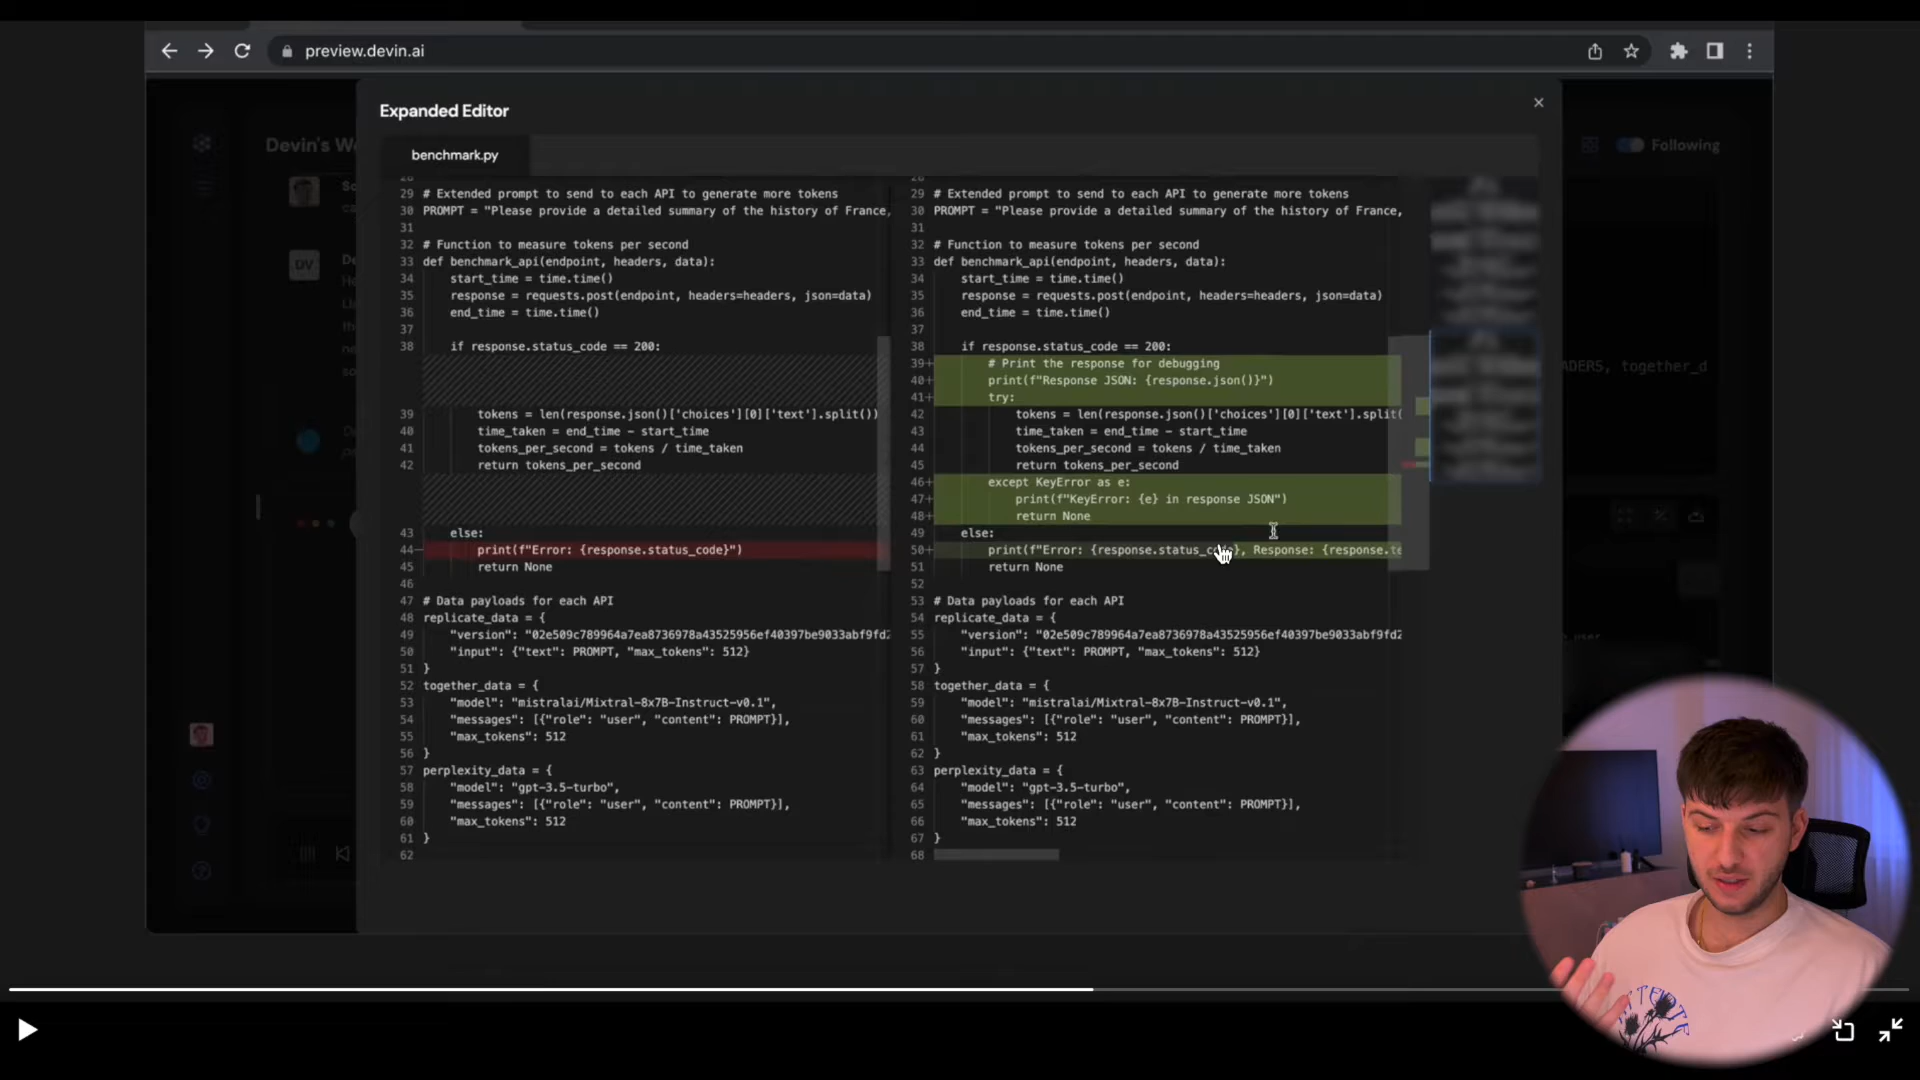 preview.devin.ai
Expanded Editor
Devin's W
Following
benchmark.py
29 # Extended prompt to send to each API to generate more tokens
30 PROMPT = "Please provide a detailed summary of the history of France,
31
32 # Function to measure tokens per second
33 def benchmark_api(endpoint, headers, data):
34 start_time = time.time()
35 response = requests.post(endpoint, headers=headers, json=data)
36 end_time = time.time()
37
38 if response.status_code == 200:
39 tokens = len(response.json()['choices'][0]['text'].split())
40 time_taken = end_time - start_time
41 tokens_per_second = tokens / time_taken
42 return tokens_per_second
43 else:
44- print(f"Error: {response.status_code}")
45 return None
46
47 # Data payloads for each API
48 replicate_data = {
49 "version": "02e509c789964a7ea8736978a43525956ef40397be9033abf9fd2
50 "input": {"text": PROMPT, "max_tokens": 512}
51 }
52 together_data = {
53 "model": "mistralai/Mixtral-8x7B-Instruct-v0.1",
54 "messages": [{"role": "user", "content": PROMPT}],
55 "max_tokens": 512
56 }
57 perplexity_data = {
58 "model": "gpt-3.5-turbo",
59 "messages": [{"role": "user", "content": PROMPT}],
60 "max_tokens": 512
61 }
62
29 # Extended prompt to send to each API to generate more tokens
30 PROMPT = "Please provide a detailed summary of the history of France,
31
32 # Function to measure tokens per second
33 def benchmark_api(endpoint, headers, data):
34 start_time = time.time()
35 response = requests.post(endpoint, headers=headers, json=data)
36 end_time = time.time()
37
38 if response.status_code == 200:
39+ # Print the response for debugging
40+ print(f"Response JSON: {response.json()}")
41+ try:
42 tokens = len(response.json()['choices'][0]['text'].split(
43 time_taken = end_time - start_time
44 tokens_per_second = tokens / time_taken
45 return tokens_per_second
46+ except KeyError as e:
47+ print(f"KeyError: {e} in response JSON")
48+ return None
49 else:
50+ print(f"Error: {response.status_code}, Response: {response.te
51 return None
52
53 # Data payloads for each API
54 replicate_data = {
55 "version": "02e509c789964a7ea8736978a43525956ef40397be9033abf9fd2
56 "input": {"text": PROMPT, "max_tokens": 512}
57 }
58 together_data = {
59 "model": "mistralai/Mixtral-8x7B-Instruct-v0.1",
60 "messages": [{"role": "user", "content": PROMPT}],
61 "max_tokens": 512
62 }
63 perplexity_data = {
64 "model": "gpt-3.5-turbo",
65 "messages": [{"role": "user", "content": PROMPT}],
66 "max_tokens": 512
67 }
68
DV
ADERS, together_d